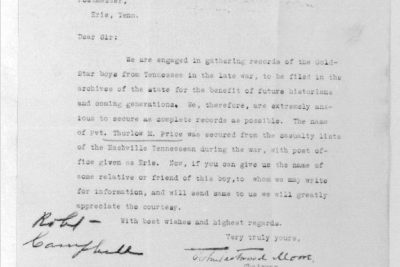 Erie, Tenn.
Dear Sir:
We are engaged in gathering records of the Gold-
Star boys from Tennessee in the late war, to be filed in the
archives of the state for the benefit of future historians
and coming generations. We, therefore, are extremely anx-
ious to secure as complete records as possible. The name
of Pvt. Thurlow M. Price was secured from the casualty lists
of the Nashville Tennessean during the war, with post of-
fice given as Erie. Now, if you can give us the name of
some relative or friend of this boy, to whom we may write
for information, and will send same to us we will greatly
appreciate the courtesy.
With best wishes and highest regards.
Very truly yours,
Robt
Campbell
Moore